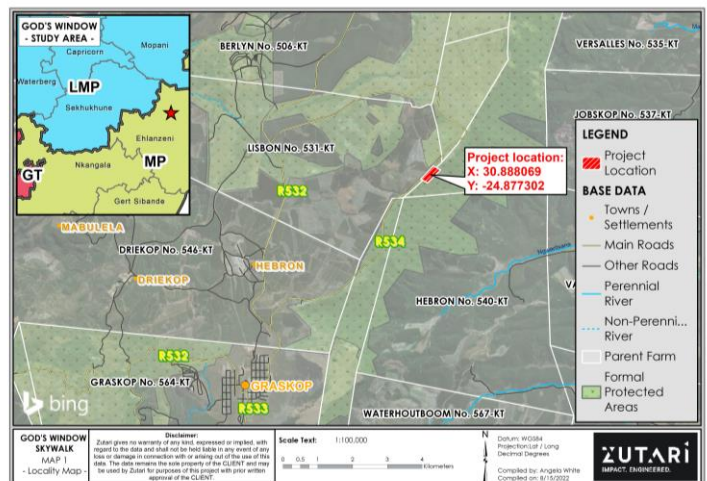 GOD'S WINDOW
- STUDY AREA -
Capricorn
Mopani
Waterberg
LMP
Sekhukhune
Ehlanzeni
Nkangala
MP
GT
Gert Sibande
BERLYN No. 506-KT
VERSALLES No. 535-KT
JOBSKOP No. 537-KT
LISBON No. 531-KT
Project location:
X: 30.888069
Y: -24.877302
R532
R534
MABULELA
DRIEKOP No. 546-KT
HEBRON
DRIEKOP
HEBRON No. 540-KT
R532
GRASKOP No. 564-KT
GRASKOP
R533
WATERHOUTBOOM No. 567-KT
bing
LEGEND
Project
Location
BASE DATA
Towns /
Settlements
Main Roads
Other Roads
Perennial
River
Non-Perenni...
River
Parent Farm
Formal
Protected
Areas
GOD'S WINDOW
SKYWALK
MAP 1
- Locality Map -
Disclaimer:
Zutari gives no warranty of any kind, expressed or implied, with
regard to the data and shall not be held liable in any event of any
loss or damage in connection with or arising out of the use of this
data. The data remains the sole property of the CLIENT and may
be used by Zutari for purposes of this project with prior written
approval of the CLIENT.
Scale Text: 1:100,000
0 0.5 1 2 3 4
Kilometers
N
Datum: WGS84
Projection:Lat / Long
Decimal Degrees
Compiled by: Angela White
Compiled on: 8/15/2022
ZUTARI
IMPACT. ENGINEERED.